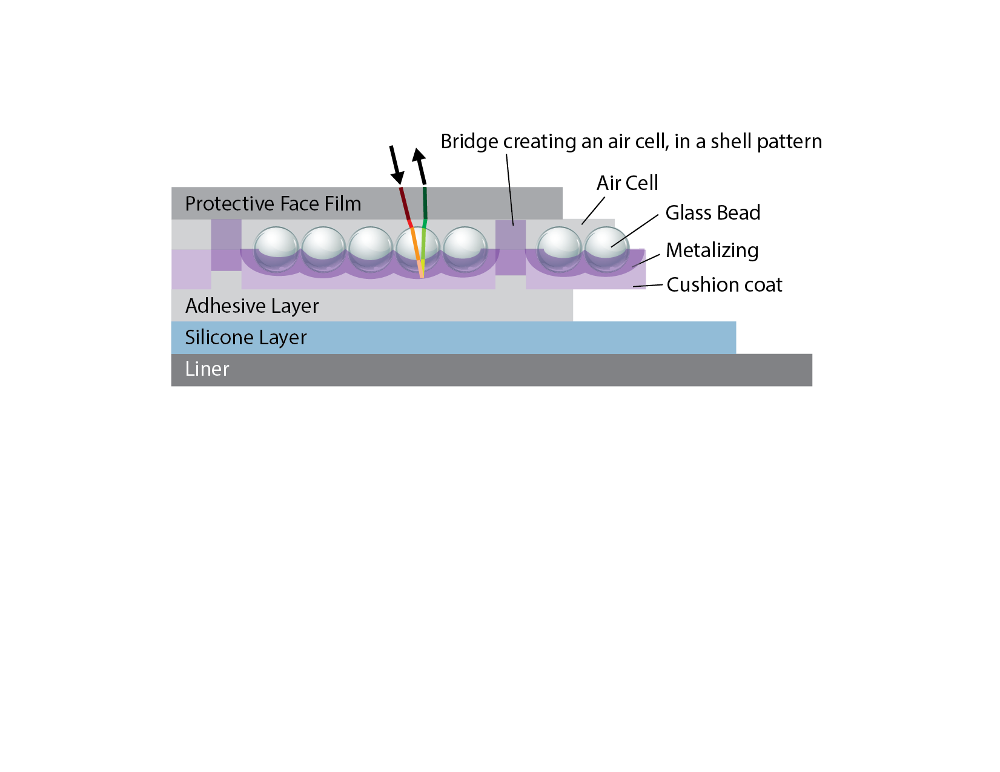 Bridge creating an air cell, in a shell pattern
Air Cell
Protective Face Film
Glass Bead
Metalizing
Cushion coat
Adhesive Layer
Silicone Layer
Liner